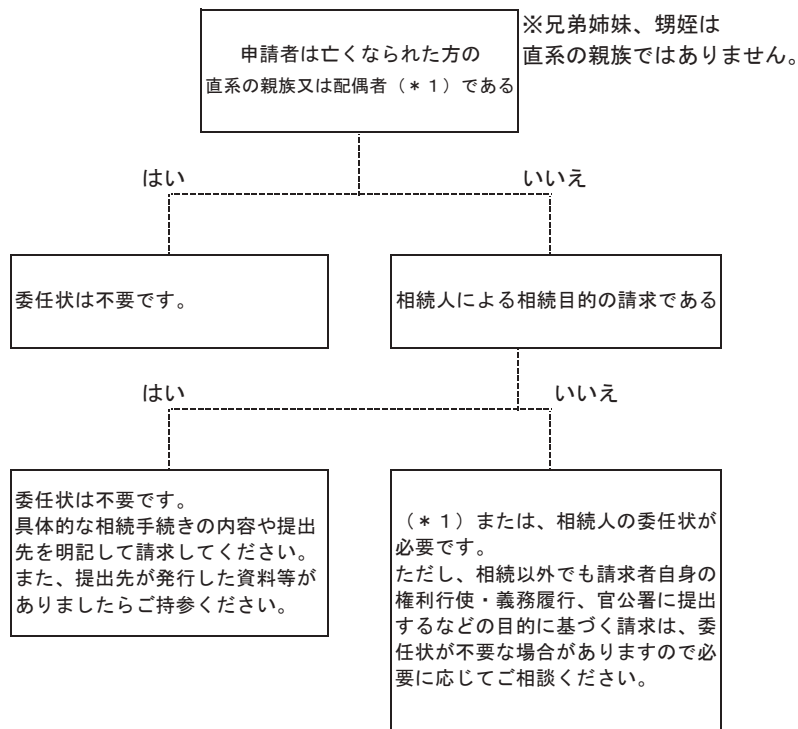 ※兄弟姉妹、甥姪は
直系の親族ではありません。
申請者は亡くなられた方の
直系の親族又は配偶者（＊１）である
はい
いいえ
委任状は不要です。
相続人による相続目的の請求である
はい
いいえ
委任状は不要です。
具体的な相続手続きの内容や提出
先を明記して請求してください。
また、提出先が発行した資料等が
ありましたらご持参ください。
（＊１）または、相続人の委任状が
必要です。
ただし、相続以外でも請求者自身の
権利行使・義務履行、官公署に提出
するなどの目的に基づく請求は、委
任状が不要な場合がありますので必
要に応じてご相談ください。